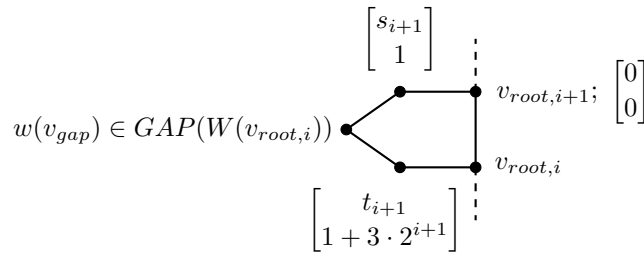 [s_{i+1}
1]
v_{root,i+1}; [0
0]
w(v_{gap}) ∈ GAP(W(v_{root,i}))
v_{root,i}
[t_{i+1}
1 + 3 · 2^{i+1}]